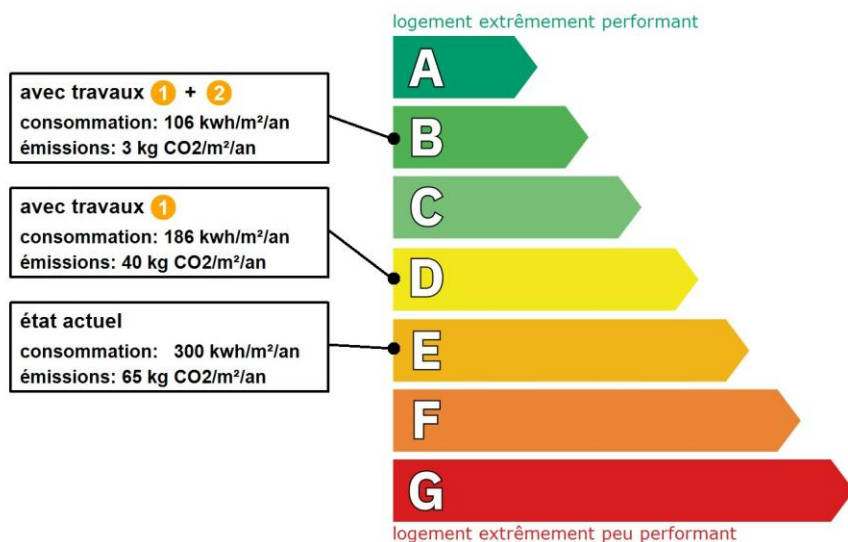 logement extrêmement performant
A
avec travaux 1 + 2
consommation: 106 kwh/m²/an
émissions: 3 kg CO2/m²/an
B
C
avec travaux 1
consommation: 186 kwh/m²/an
émissions: 40 kg CO2/m²/an
D
état actuel
consommation: 300 kwh/m²/an
émissions: 65 kg CO2/m²/an
E
F
G
logement extrêmement peu performant